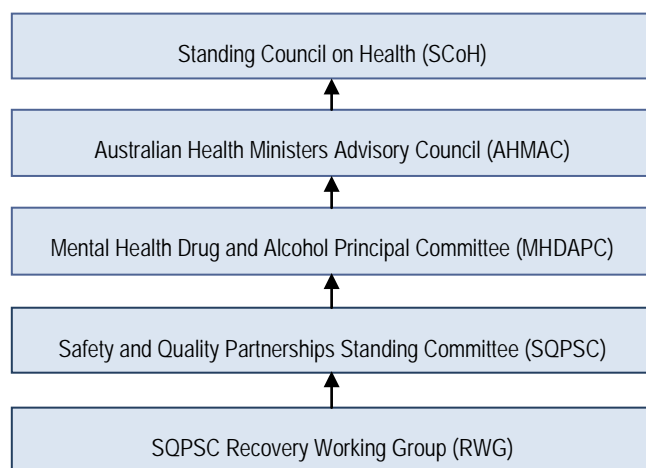 Standing Council on Health (SCoH)
Australian Health Ministers Advisory Council (AHMAC)
Mental Health Drug and Alcohol Principal Committee (MHDAPC)
Safety and Quality Partnerships Standing Committee (SQPSC)
SQPSC Recovery Working Group (RWG)